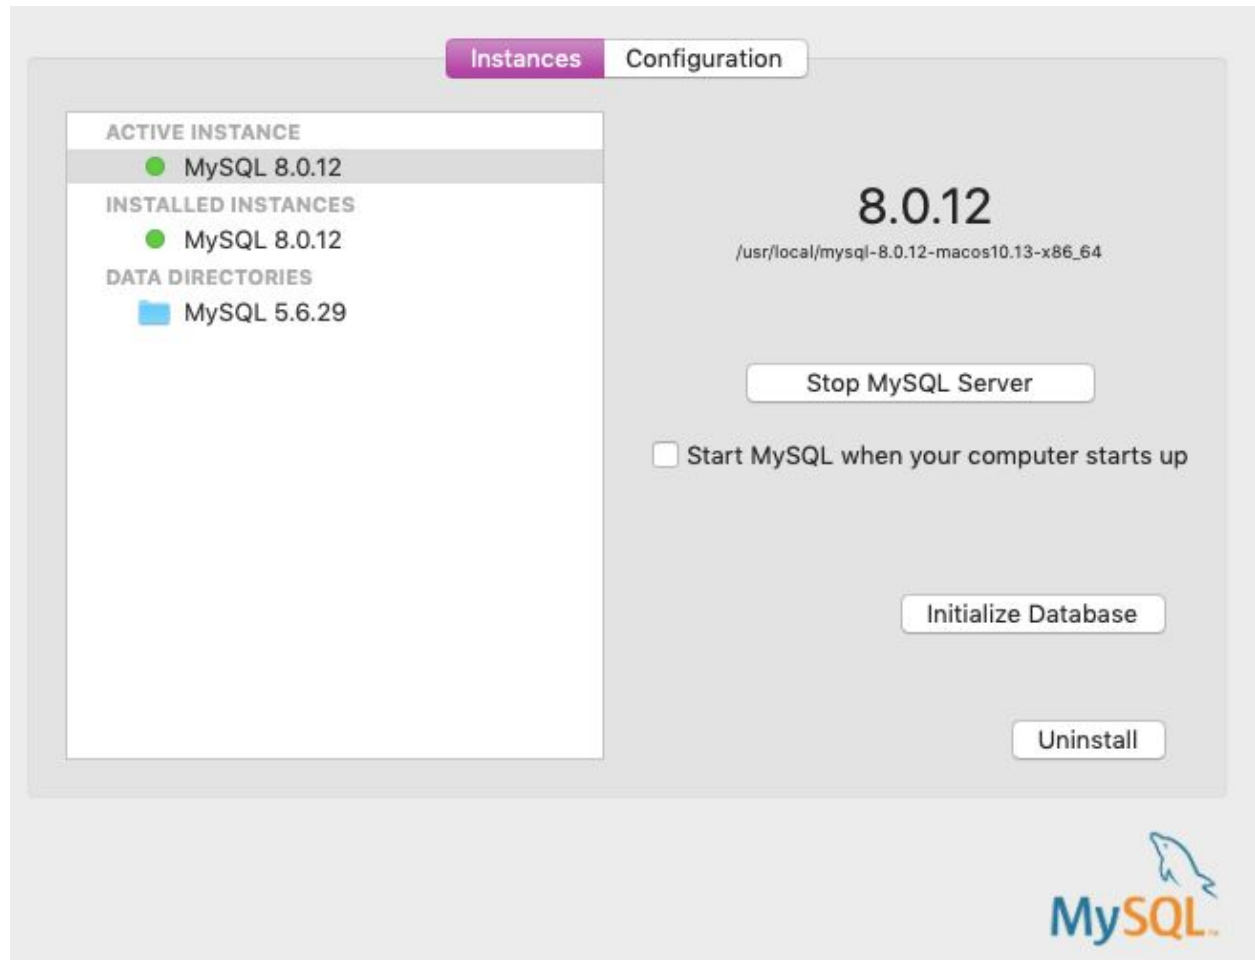 Instances Configuration
ACTIVE INSTANCE
MySQL 8.0.12
INSTALLED INSTANCES
MySQL 8.0.12
DATA DIRECTORIES
MySQL 5.6.29
8.0.12
/usr/local/mysql-8.0.12-macos10.13-x86_64
Stop MySQL Server
Start MySQL when your computer starts up
Initialize Database
Uninstall
MySQL™